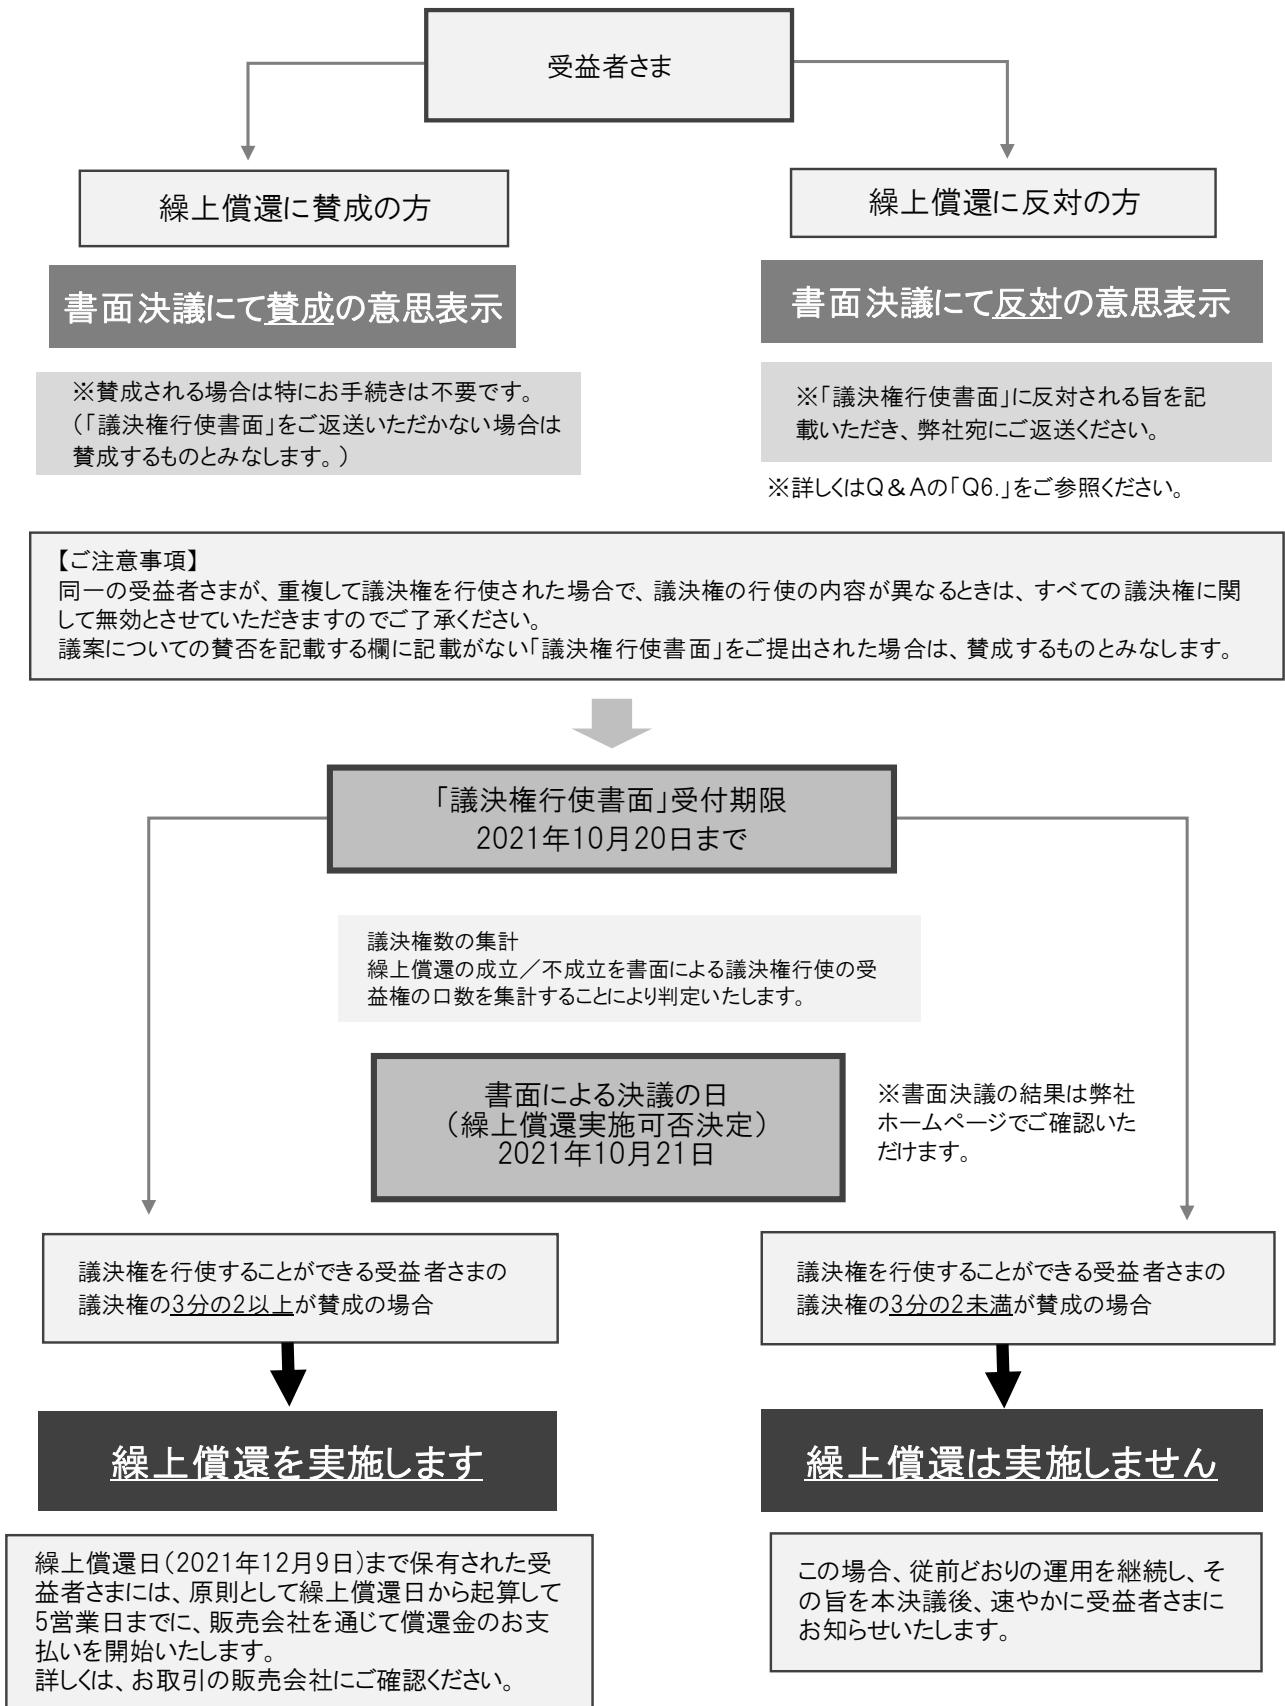 受益者さま
繰上償還に賛成の方
書面決議にて賛成の意思表示
※賛成される場合は特にお手続きは不要です。
(「議決権行使書面」をご返送いただかない場合は
賛成するものとみなします。)
繰上償還に反対の方
書面決議にて反対の意思表示
※「議決権行使書面」に反対される旨を記
載いただき、弊社宛にご返送ください。
※詳しくはQ&Aの「Q6.」をご参照ください。
【ご注意事項】
同一の受益者さまが、重複して議決権を行使された場合で、議決権の行使の内容が異なるときは、すべての議決権に関
して無効とさせていただきますのでご了承ください。
議案についての賛否を記載する欄に記載がない「議決権行使書面」をご提出された場合は、賛成するものとみなします。
「議決権行使書面」受付期限
2021年10月20日まで
議決権数の集計
繰上償還の成立/不成立を書面による議決権行使の受
益権の口数を集計することにより判定いたします。
書面による決議の日
(繰上償還実施可否決定)
2021年10月21日
※書面決議の結果は弊社
ホームページでご確認いた
だけます。
議決権を行使することができる受益者さまの
議決権の3分の2以上が賛成の場合
繰上償還を実施します
繰上償還日(2021年12月9日)まで保有された受
益者さまには、原則として繰上償還日から起算して
5営業日までに、販売会社を通じて償還金のお支
払いを開始いたします。
詳しくは、お取引の販売会社にご確認ください。
議決権を行使することができる受益者さまの
議決権の3分の2未満が賛成の場合
繰上償還は実施しません
この場合、従前どおりの運用を継続し、そ
の旨を本決議後、速やかに受益者さまに
お知らせいたします。